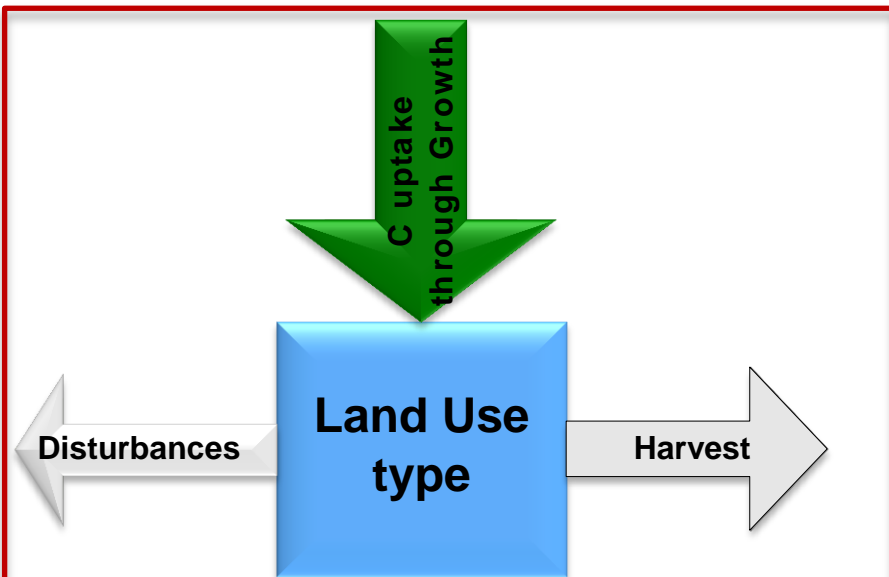 C uptake
through Growth
Land Use
type
Disturbances
Harvest